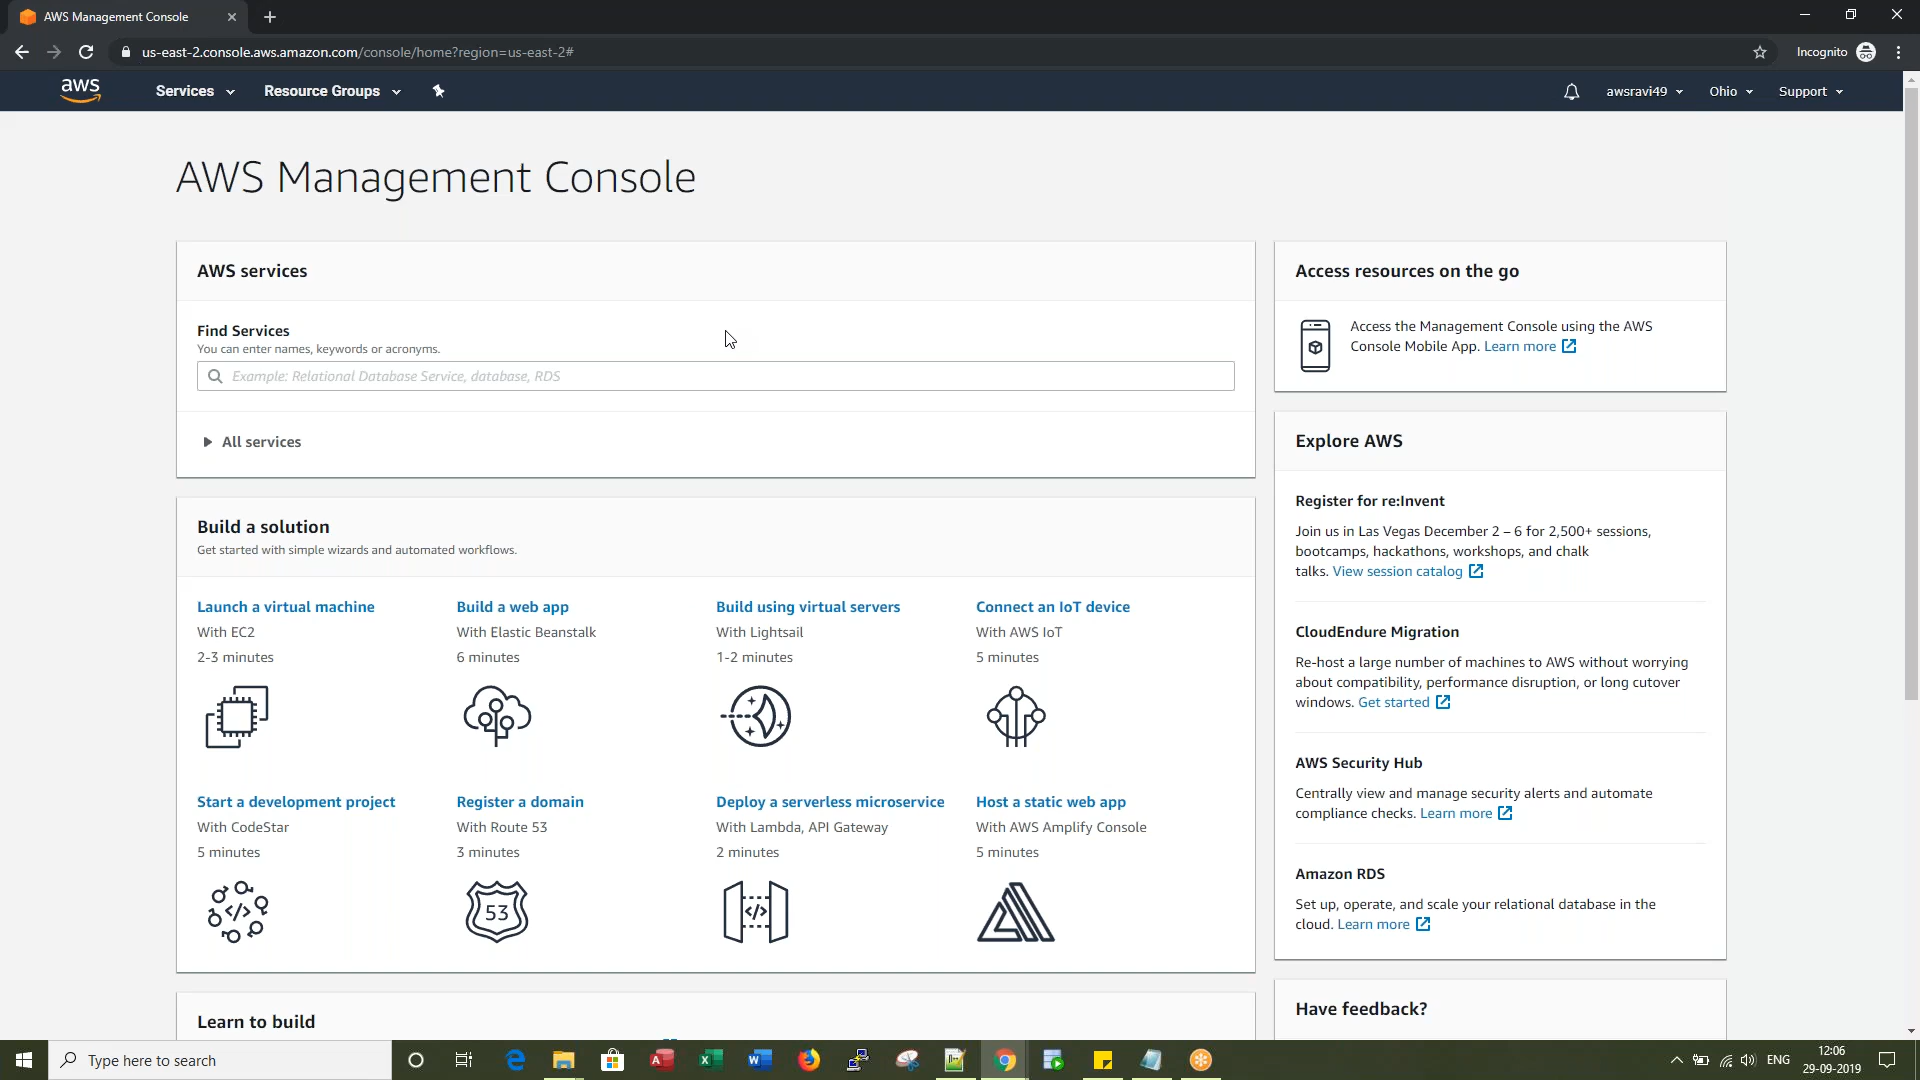 AWS Management Console
us-east-2.console.aws.amazon.com/console/home?region=us-east-2#
Incognito
aws
Services
Resource Groups
awsravi49
Ohio
Support
AWS Management Console
AWS services
Find Services
You can enter names, keywords or acronyms.
Example: Relational Database Service, database, RDS
All services
Build a solution
Get started with simple wizards and automated workflows.
Launch a virtual machine
With EC2
2-3 minutes
Build a web app
With Elastic Beanstalk
6 minutes
Build using virtual servers
With Lightsail
1-2 minutes
Connect an IoT device
With AWS IoT
5 minutes
Start a development project
With CodeStar
5 minutes
Register a domain
With Route 53
3 minutes
53
Deploy a serverless microservice
With Lambda, API Gateway
2 minutes
Host a static web app
With AWS Amplify Console
5 minutes
Learn to build
Access resources on the go
Access the Management Console using the AWS
Console Mobile App. Learn more
Explore AWS
Register for re:Invent
Join us in Las Vegas December 2 – 6 for 2,500+ sessions,
bootcamps, hackathons, workshops, and chalk
talks. View session catalog
CloudEndure Migration
Re-host a large number of machines to AWS without worrying
about compatibility, performance disruption, or long cutover
windows. Get started
AWS Security Hub
Centrally view and manage security alerts and automate
compliance checks. Learn more
Amazon RDS
Set up, operate, and scale your relational database in the
cloud. Learn more
Have feedback?
Type here to search
ENG
12:06
29-09-2019